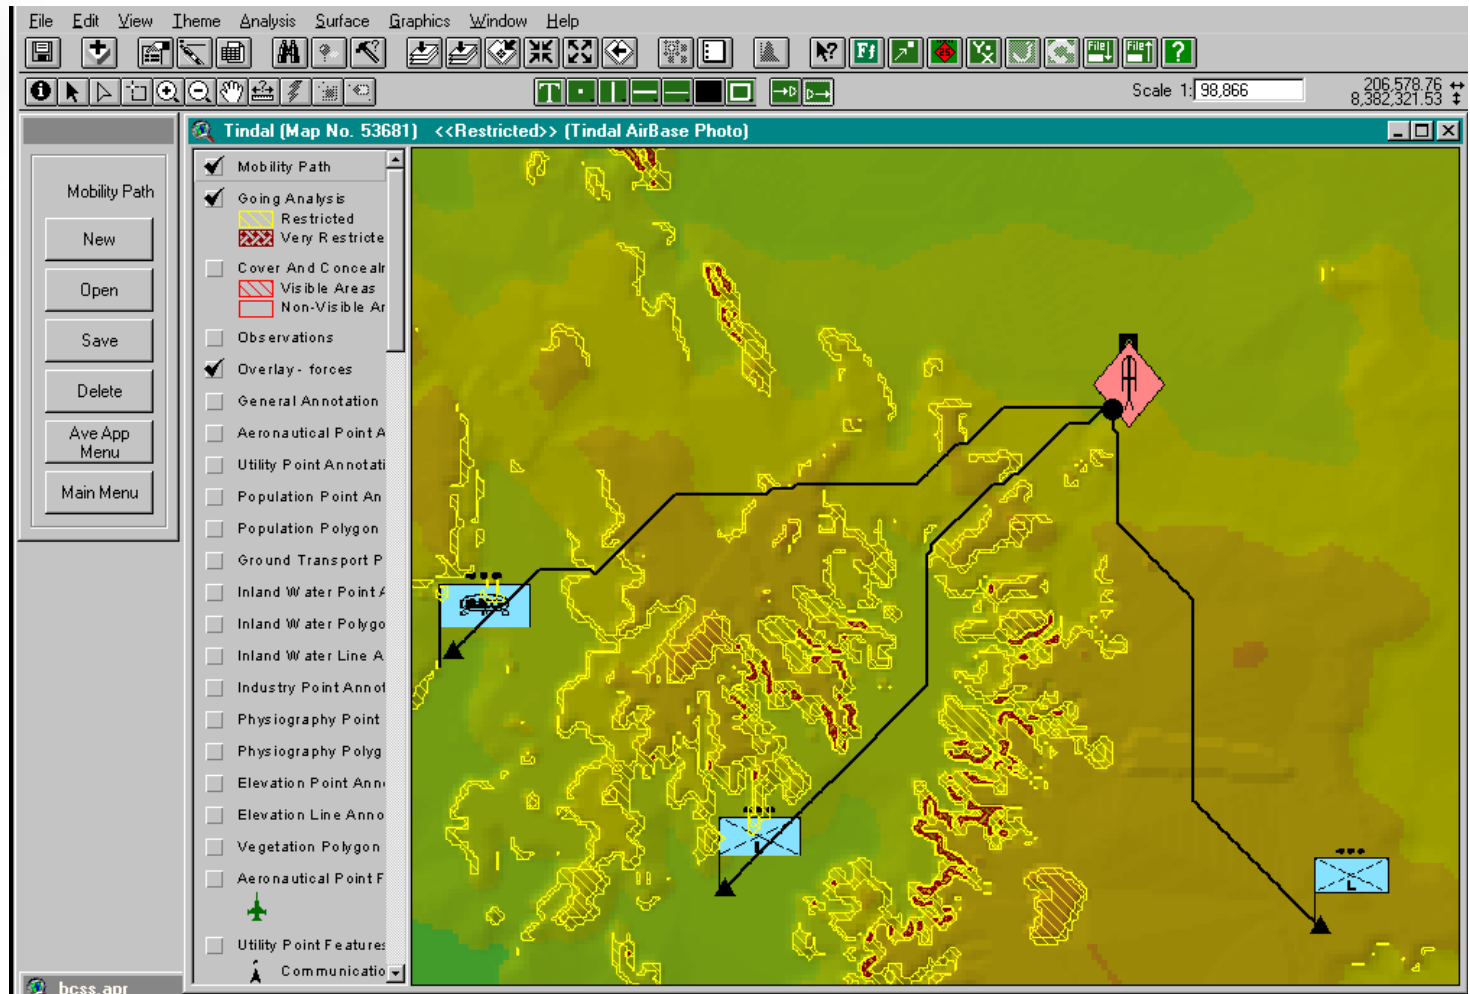 File Edit View Theme Analysis Surface Graphics Window Help
Scale 1: 98,866
206,578.76
8,382,321.53
Tindal (Map No. 53681) <<Restricted>> (Tindal AirBase Photo)
Mobility Path
New
Open
Save
Delete
Ave App
Menu
Main Menu
Mobility Path
Going Analysis
Restricted
Very Restricte
Cover And Concealr
Visible Areas
Non-Visible Ar
Observations
Overlay- forces
General Annotation
Aeronautical Point A
Utility Point Annotati
Population Point An
Population Polygon
Ground Transport P
Inland Water Point A
Inland Water Polygo
Inland Water Line A
Industry Point Annot
Physiography Point
Physiography Polyg
Elevation Point Ann
Elevation Line Anno
Vegetation Polygon
Aeronautical Point F
Utility Point Features
Communicatio
L
L
bcss.apr